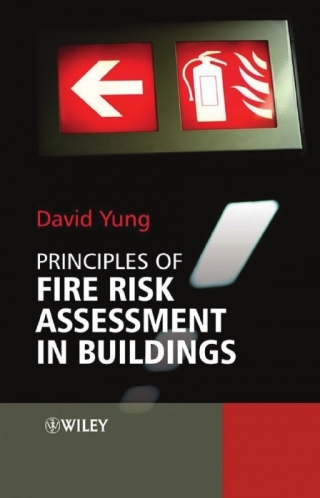 David Yung
PRINCIPLES OF
FIRE RISK
ASSESSMENT
IN BUILDINGS
WILEY